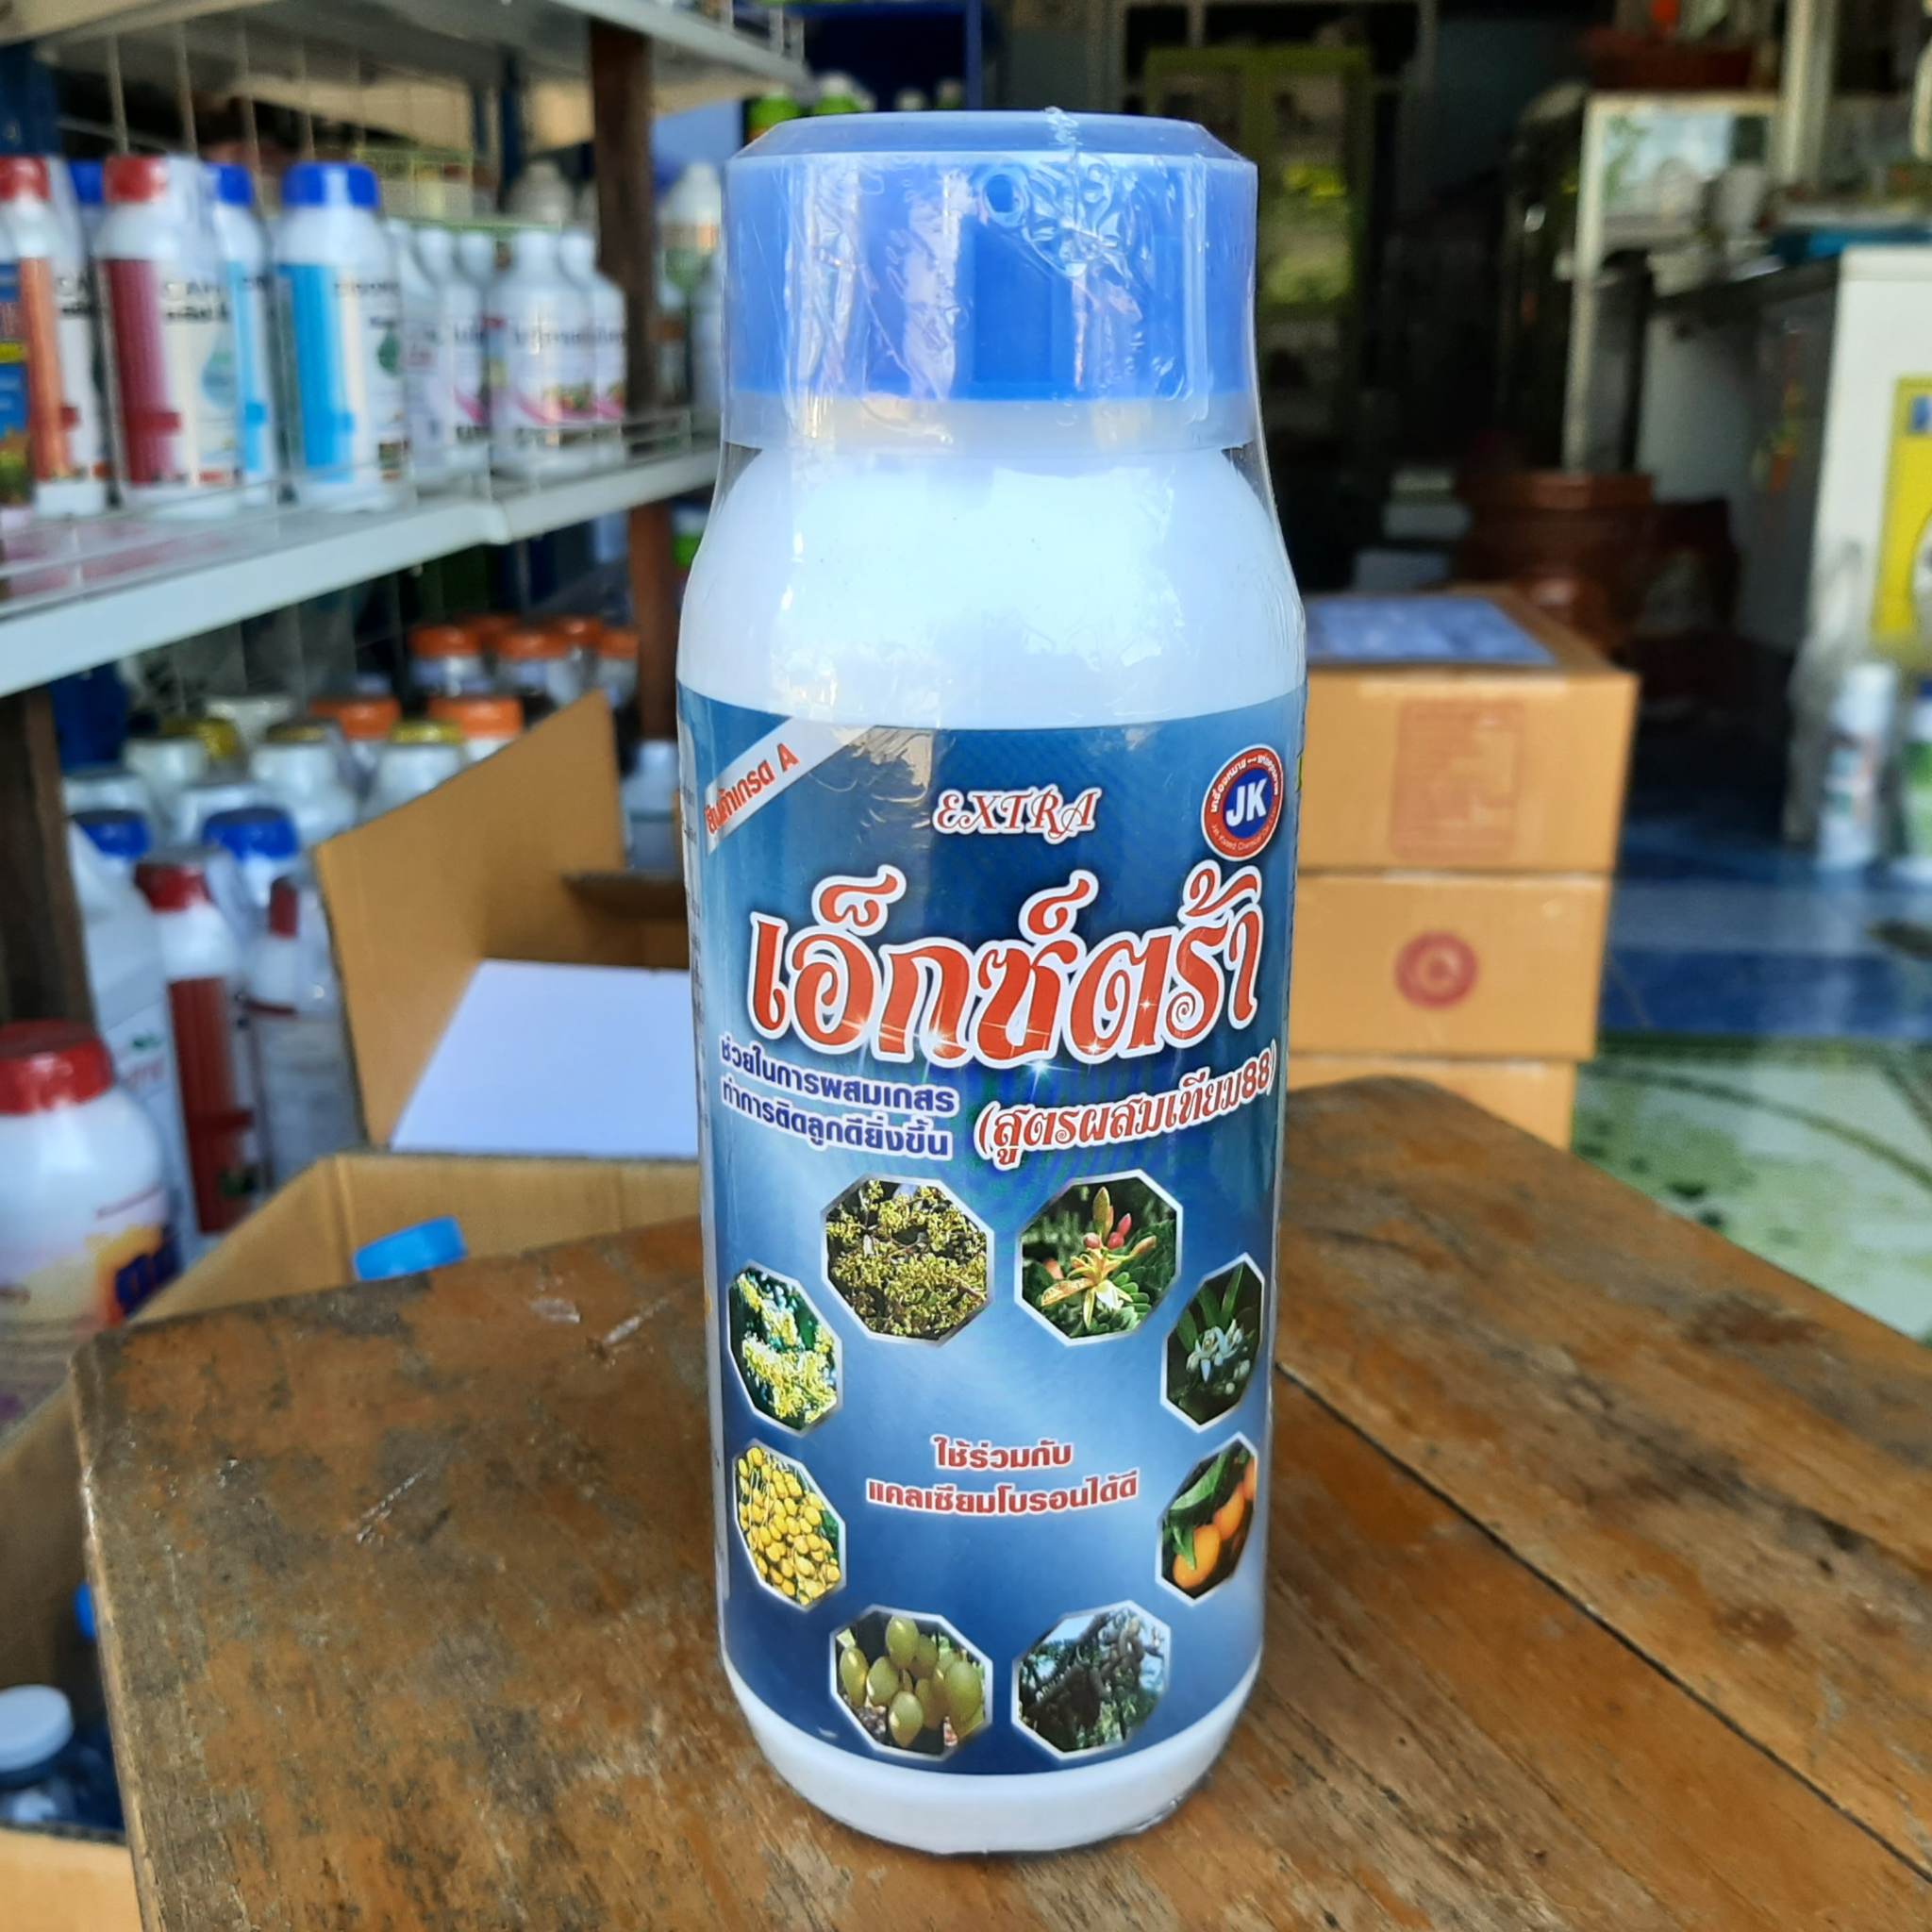 สินค้าเกรด A
EXTRA
JK
เอ็กซ์ตร้า
(สูตรผสมเทียม88)
ช่วยในการผสมเกสร
ทำการติดลูกดียิ่งขึ้น
ใช้ร่วมกับ
แคลเซียมโบรอนได้ดี